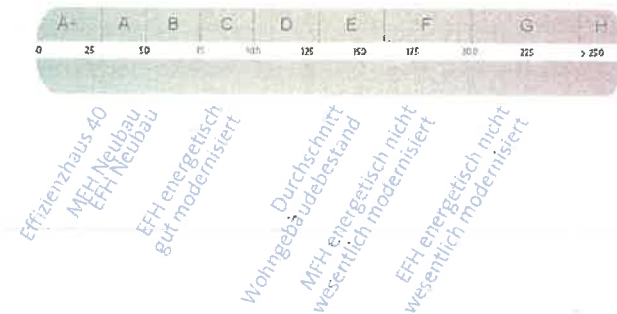 A+ A B C D E F G H
0 25 50 75 100 125 150 175 200 225 > 250
Effizienzhaus 40
MFH Neubau
EFH Neubau
EFH energetisch
gut modernisiert
Durchschnitt
Wohngebäudebestand
MFH energetisch nicht
wesentlich modernisiert
EFH energetisch nicht
wesentlich modernisiert